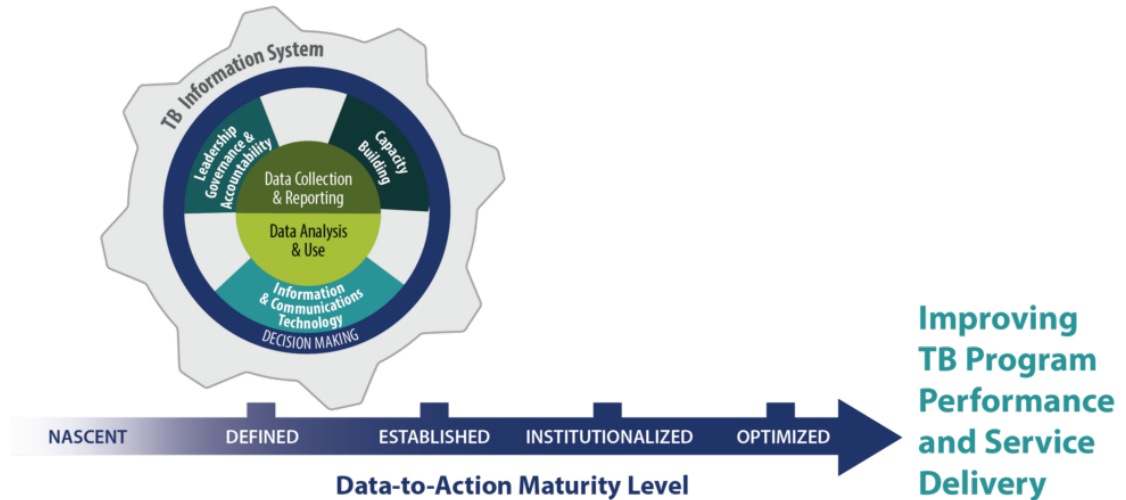 TB Information System
Leadership
Governance &
Accountability
Capacity
Building
Data Collection
& Reporting
Data Analysis
& Use
Information
& Communications
Technology
DECISION MAKING
NASCENT
DEFINED
ESTABLISHED
INSTITUTIONALIZED
OPTIMIZED
Data-to-Action Maturity Level
Improving
TB Program
Performance
and Service
Delivery